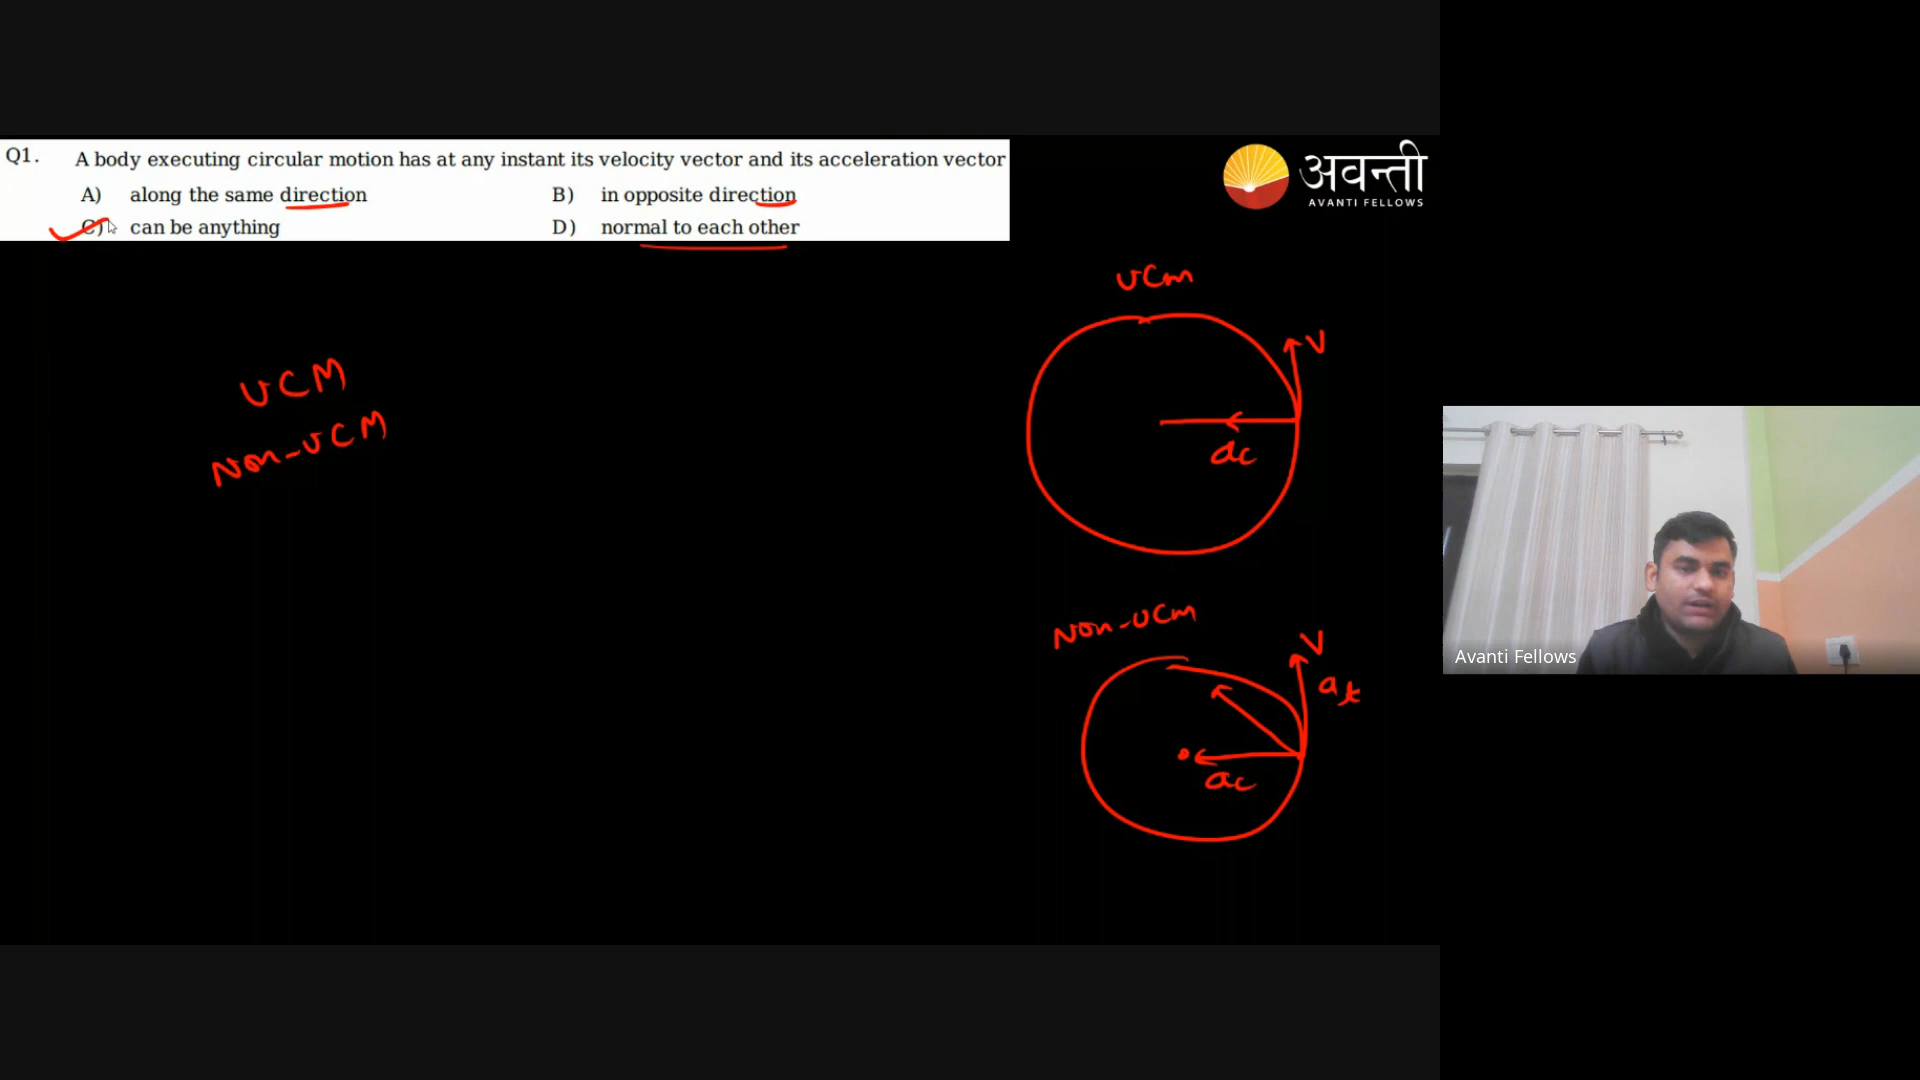 Q1. A body executing circular motion has at any instant its velocity vector and its acceleration vector
A) along the same direction B) in opposite direction
C) can be anything D) normal to each other
अवन्ती
AVANTI FELLOWS
UCM
V
ac
UCM
Non-UCM
Non-UCM
V
at
ac
Avanti Fellows